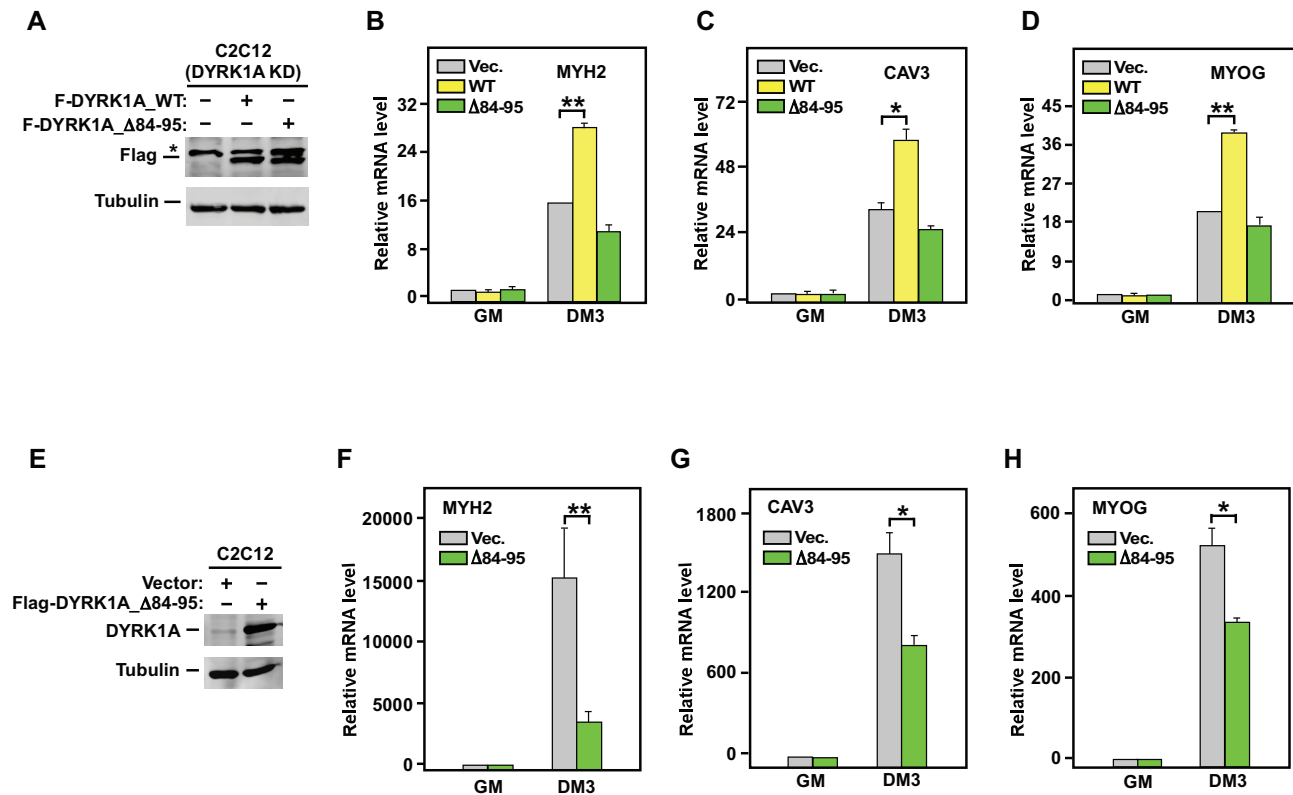 A
C2C12
(DYRK1A KD)
F-DYRK1A_WT: – + –
F-DYRK1A_Δ84-95: – – +
*
Flag –
Tubulin –
B
Relative mRNA level
Vec.
WT
Δ84-95
MYH2
**
32
24
16
8
0
GM DM3
C
Relative mRNA level
Vec.
WT
Δ84-95
CAV3
*
72
48
24
0
GM DM3
D
Relative mRNA level
Vec.
WT
Δ84-95
MYOG
**
45
36
27
18
9
0
GM DM3
E
C2C12
Vector: + –
Flag-DYRK1A_Δ84-95: – +
DYRK1A –
Tubulin –
F
Relative mRNA level
MYH2
Vec.
Δ84-95
**
20000
15000
10000
5000
0
GM DM3
G
Relative mRNA level
CAV3
Vec.
Δ84-95
*
1800
1200
600
0
GM DM3
H
Relative mRNA level
MYOG
Vec.
Δ84-95
*
600
400
200
0
GM DM3